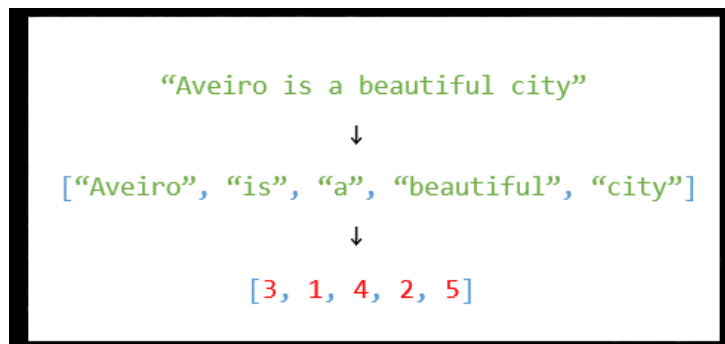 “Aveiro is a beautiful city”
↓
[“Aveiro”, “is”, “a”, “beautiful”, “city”]
↓
[3, 1, 4, 2, 5]